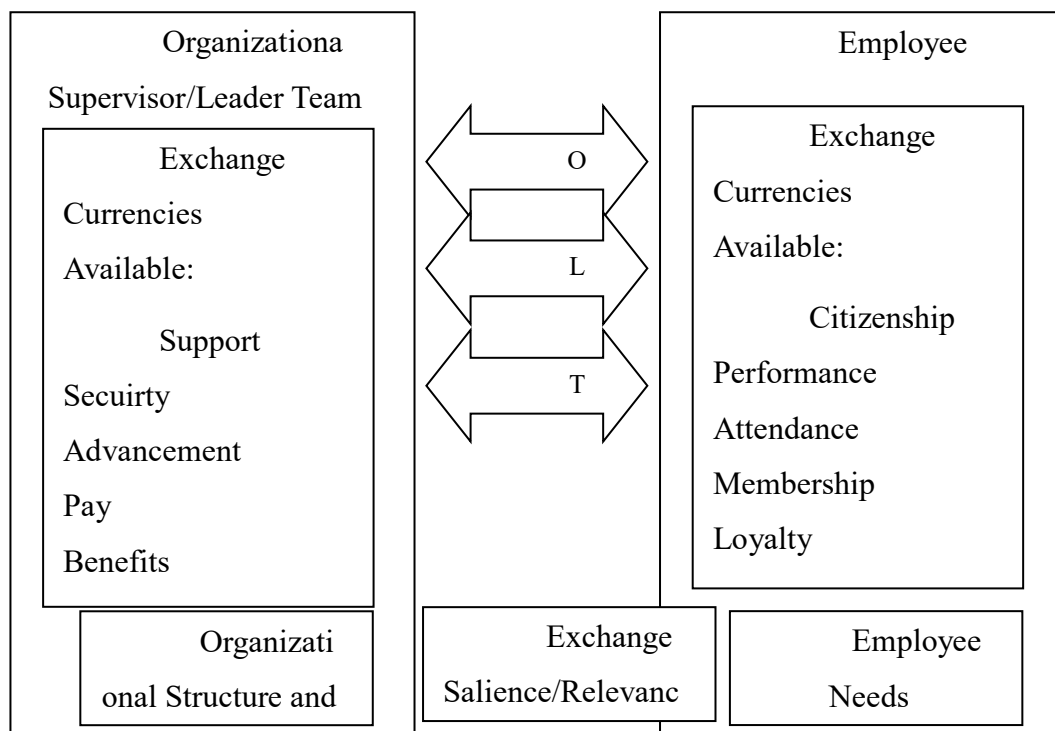 Organizationa
Supervisor/Leader Team
Exchange
Currencies
Available:
Support
Secuirty
Advancement
Pay
Benefits
Organizati
onal Structure and
O
L
T
Exchange
Salience/Relevanc
Employee
Exchange
Currencies
Available:
Citizenship
Performance
Attendance
Membership
Loyalty
Employee
Needs